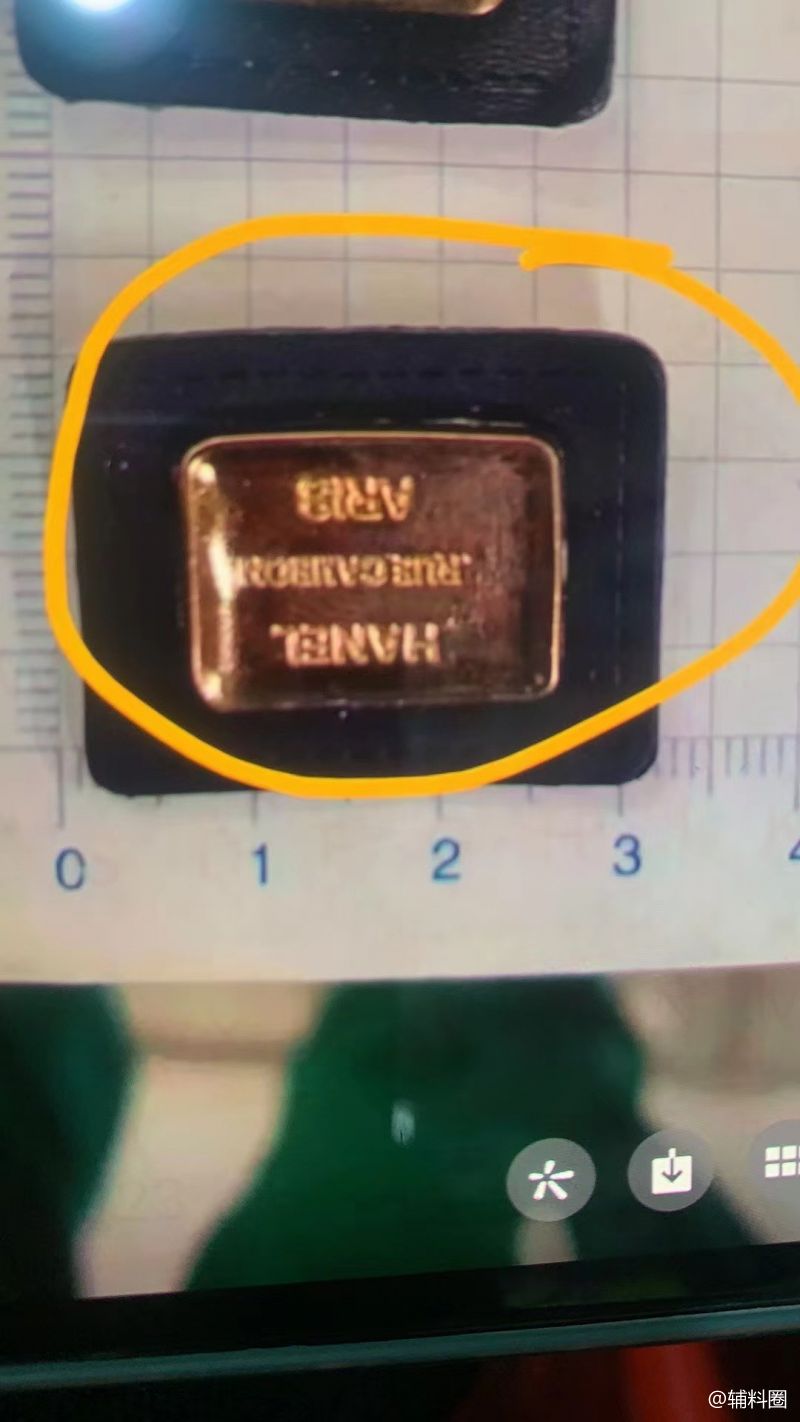 HANEL
RUE CAMBON
ARIS
0 1 2 3 4
@辅料圈